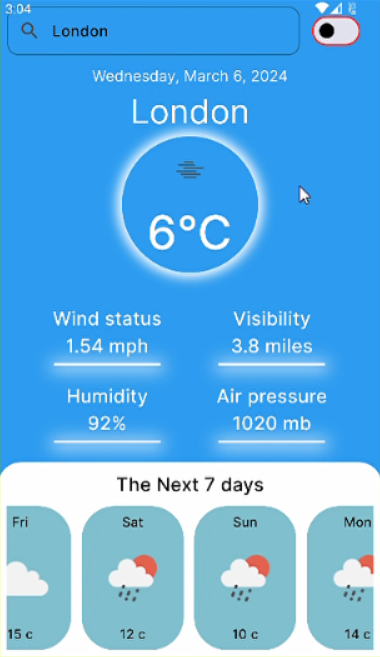 3:04
London
Wednesday, March 6, 2024
London
6°C
Wind status
1.54 mph
Visibility
3.8 miles
Humidity
92%
Air pressure
1020 mb
The Next 7 days
Fri
15 c
Sat
12 c
Sun
10 c
Mon
14 c